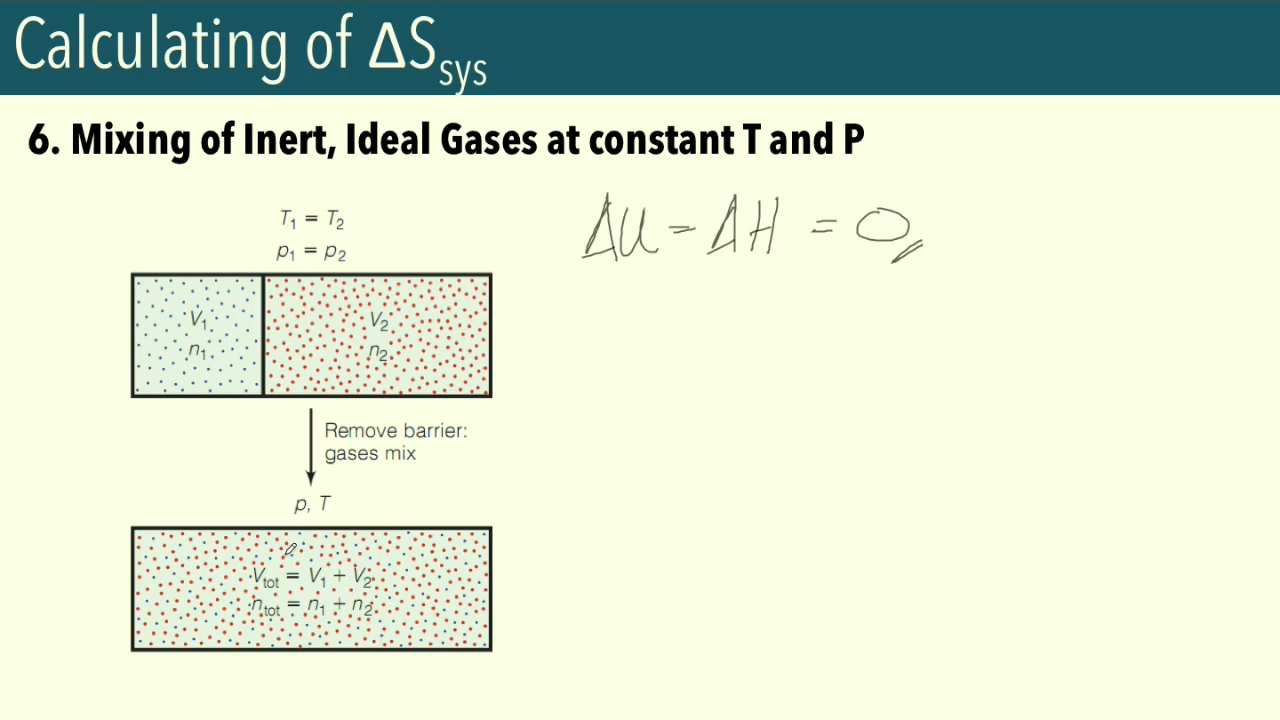 Calculating of ΔSsys
6. Mixing of Inert, Ideal Gases at constant T and P
T1 = T2
p1 = p2
ΔU = ΔH = 0
V1 V2
n1 n2
Remove barrier:
gases mix
p, T
Vtot = V1 + V2
ntot = n1 + n2